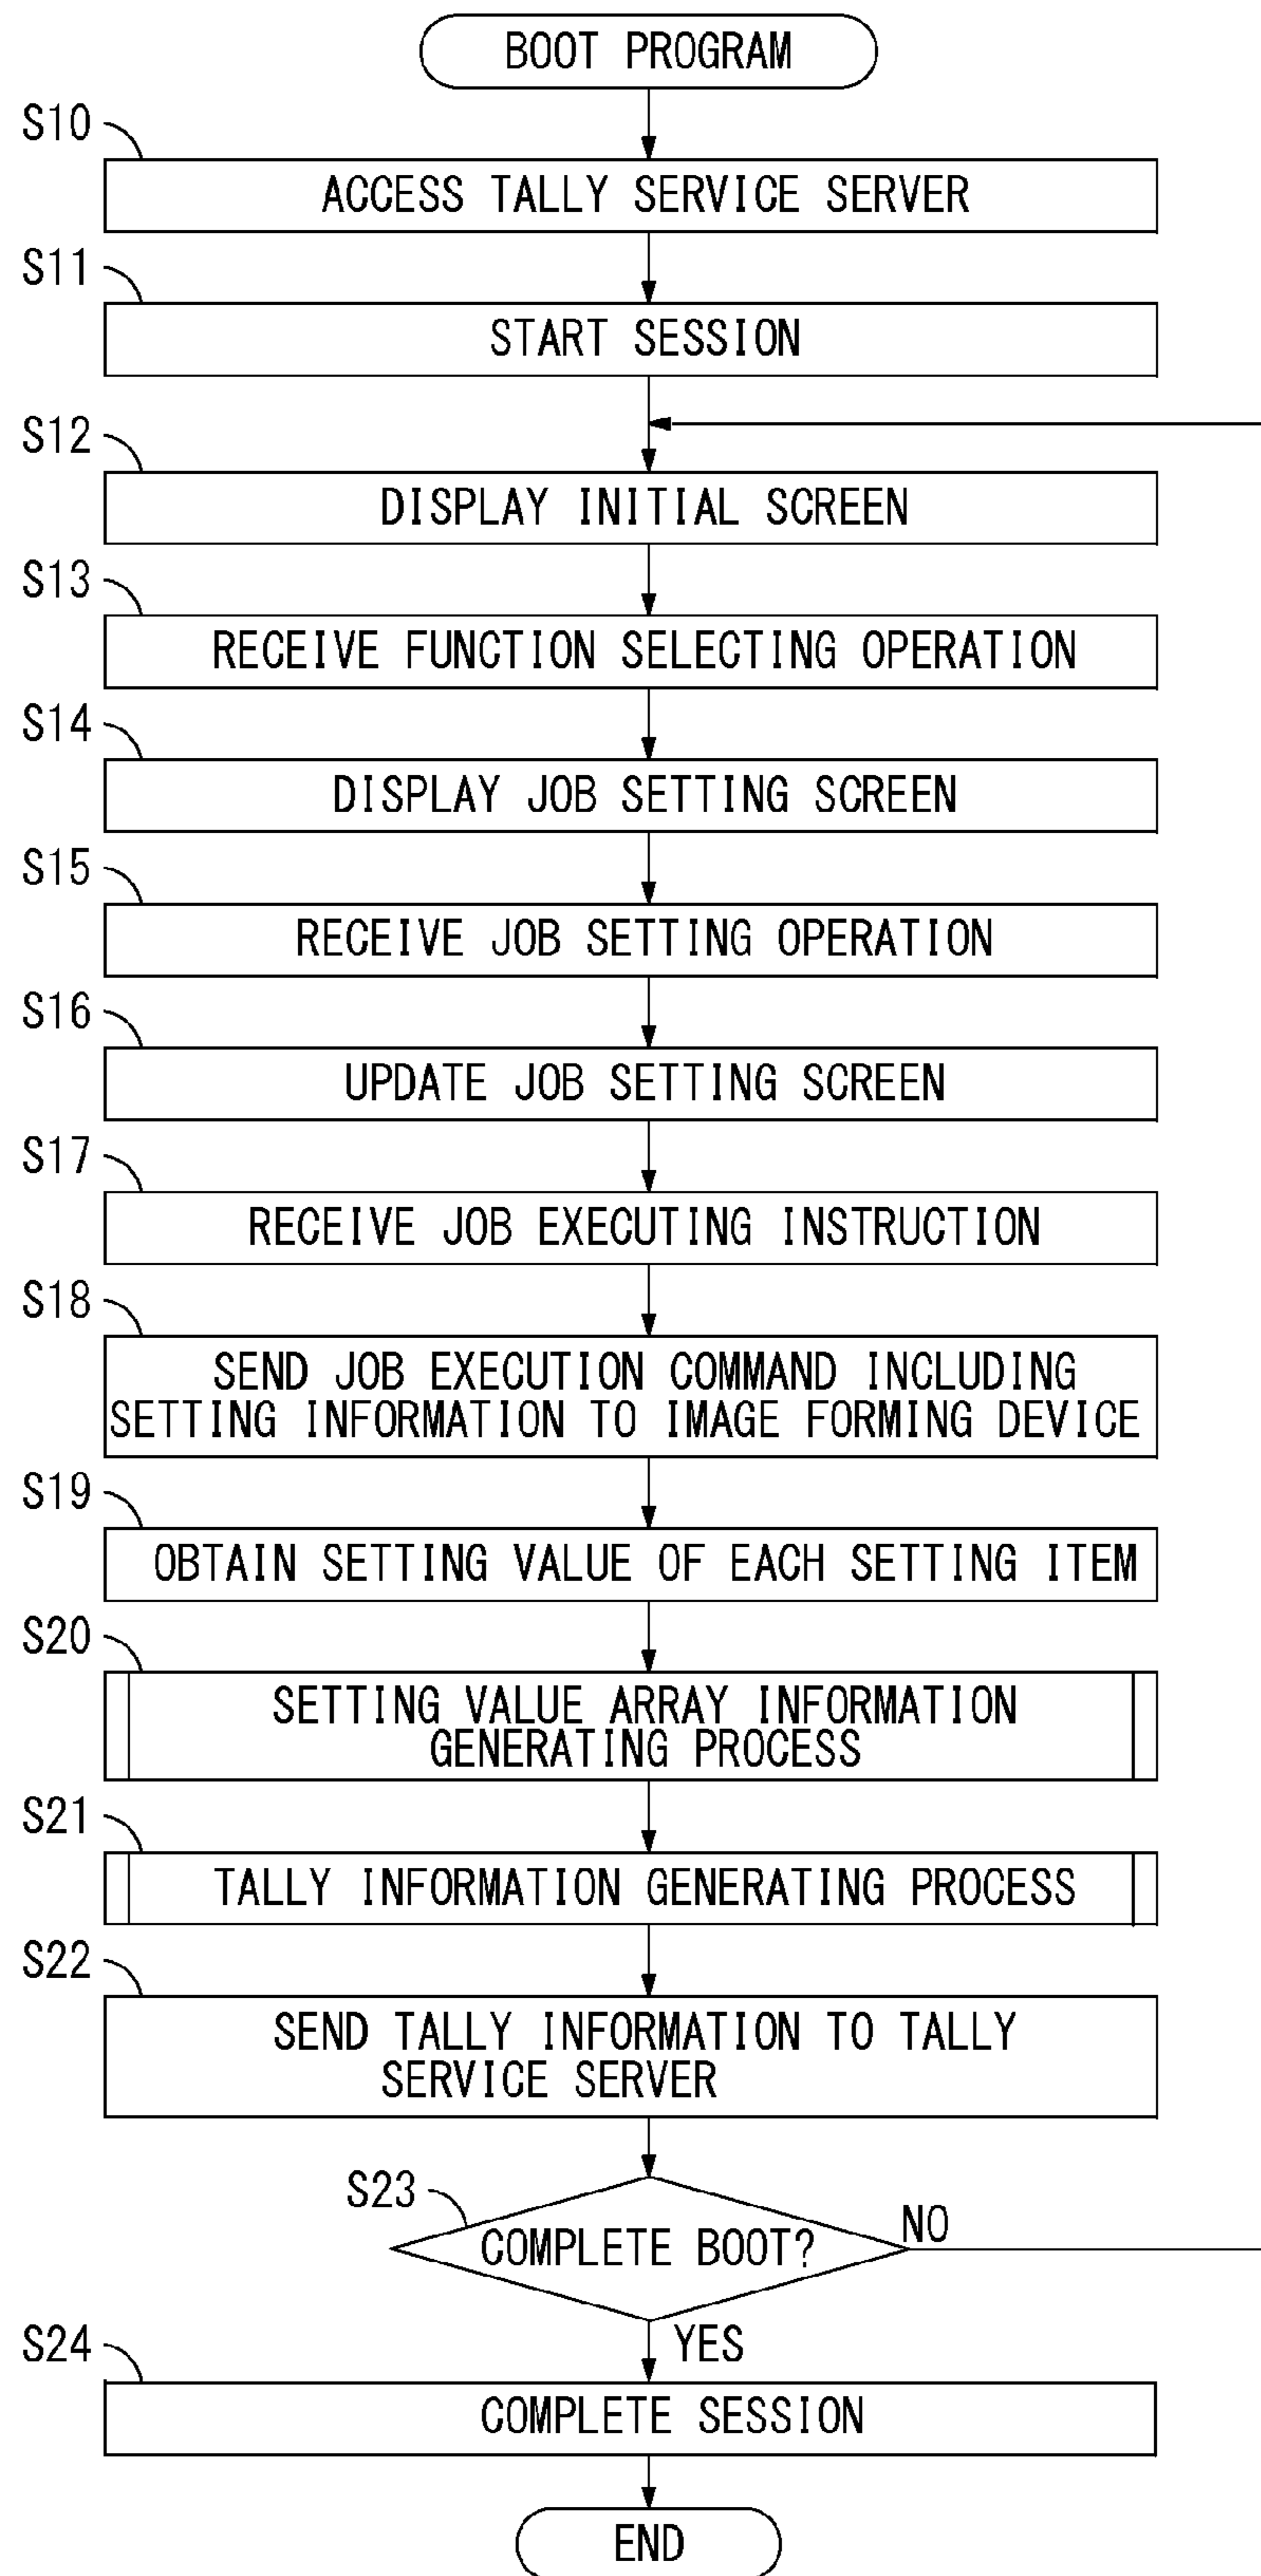 BOOT PROGRAM
S10
ACCESS TALLY SERVICE SERVER
S11
START SESSION
S12
DISPLAY INITIAL SCREEN
S13
RECEIVE FUNCTION SELECTING OPERATION
S14
DISPLAY JOB SETTING SCREEN
S15
RECEIVE JOB SETTING OPERATION
S16
UPDATE JOB SETTING SCREEN
S17
RECEIVE JOB EXECUTING INSTRUCTION
S18
SEND JOB EXECUTION COMMAND INCLUDING
SETTING INFORMATION TO IMAGE FORMING DEVICE
S19
OBTAIN SETTING VALUE OF EACH SETTING ITEM
S20
SETTING VALUE ARRAY INFORMATION
GENERATING PROCESS
S21
TALLY INFORMATION GENERATING PROCESS
S22
SEND TALLY INFORMATION TO TALLY
SERVICE SERVER
S23
COMPLETE BOOT?
NO
YES
S24
COMPLETE SESSION
END